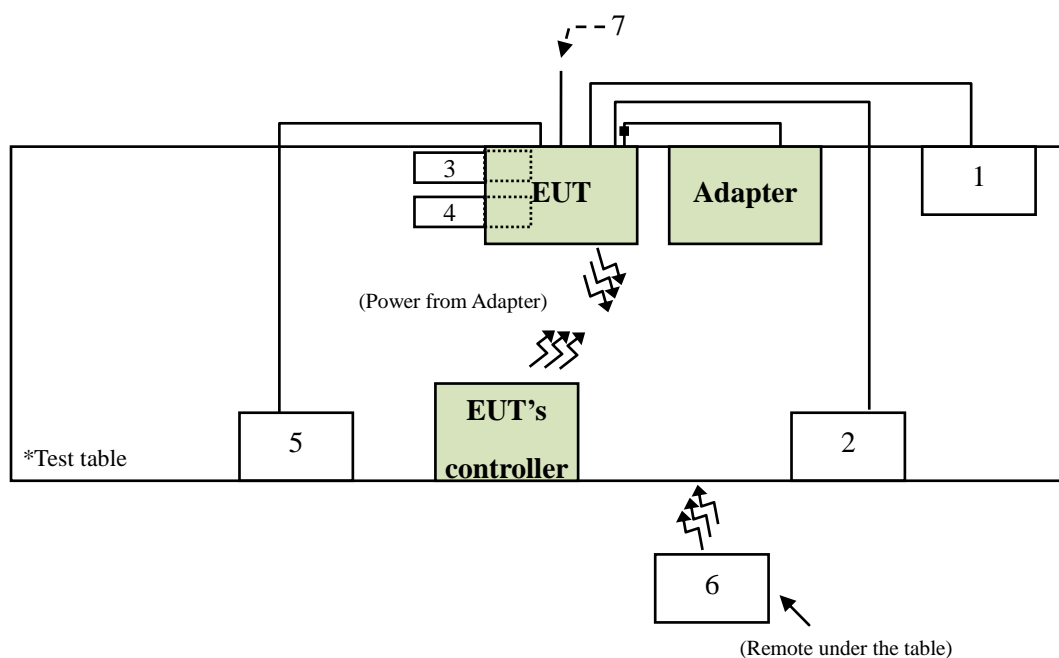 7
3
4
EUT
Adapter
1
(Power from Adapter)
EUT's
controller
5
2
*Test table
6
(Remote under the table)